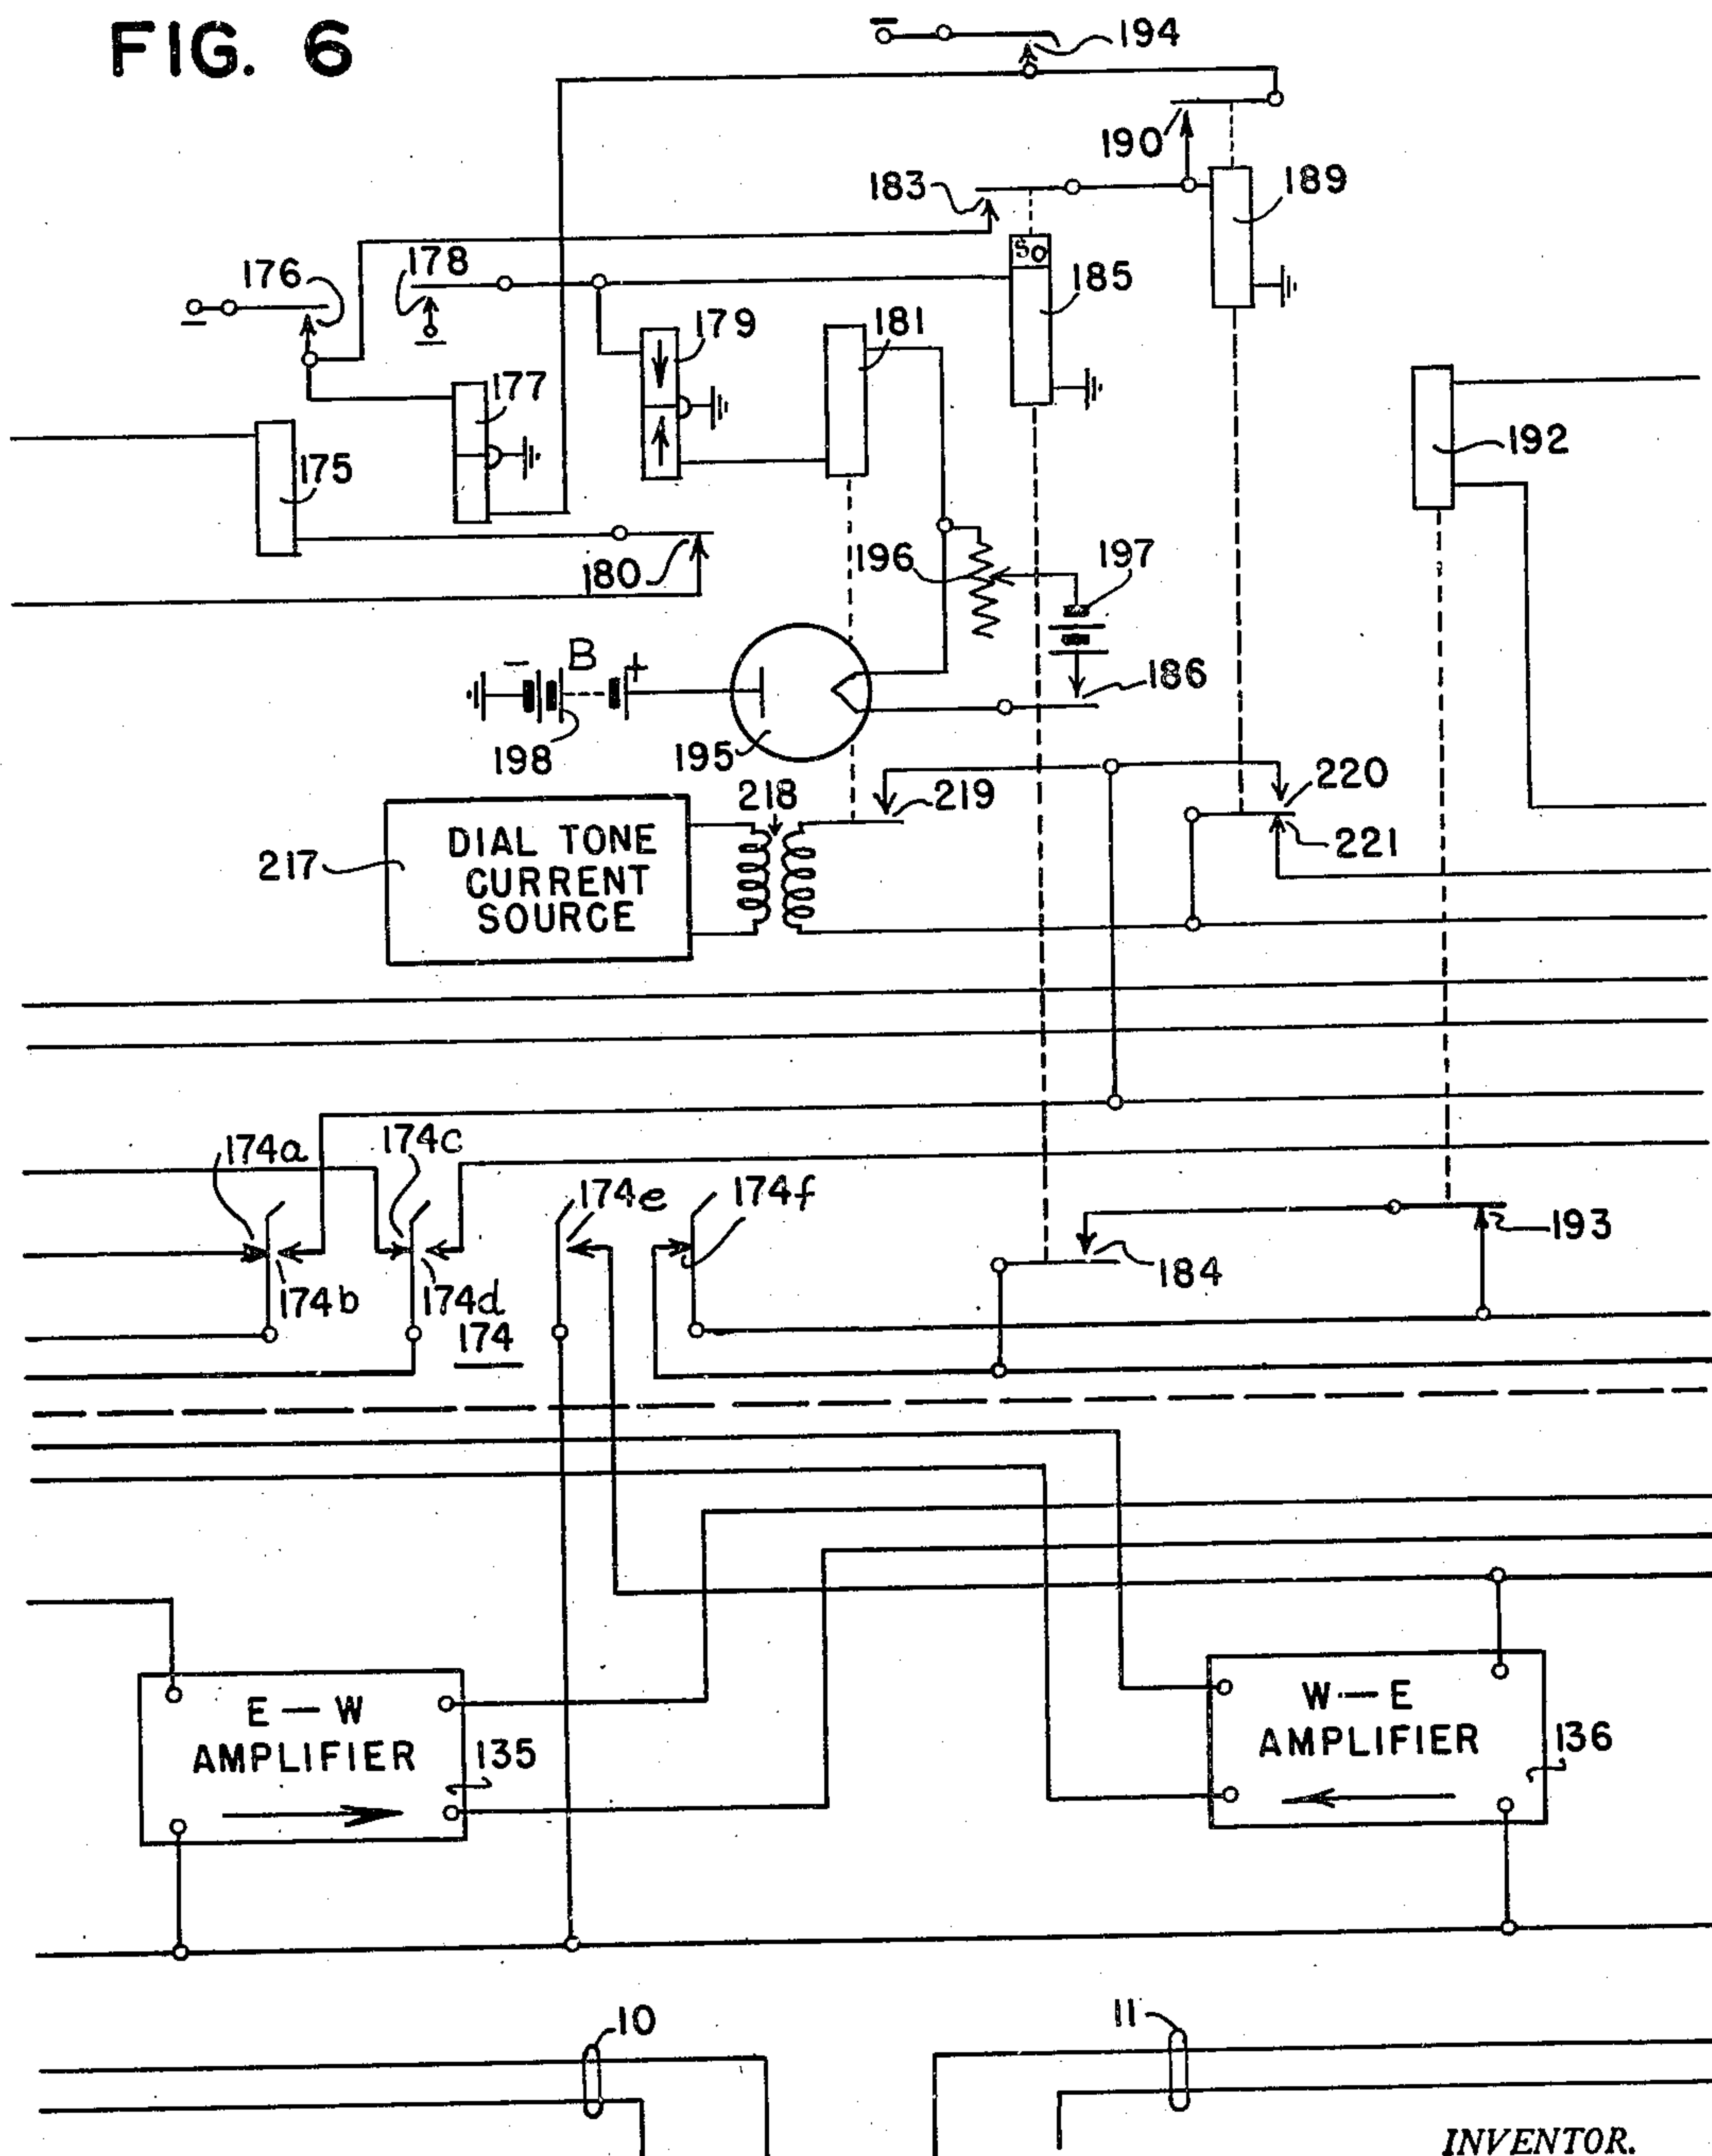 FIG. 6
194
190
183
189
So
176
178
185
179
181
177
192
175
196
197
180
B
- +
186
198
195
218
219
220
DIAL TONE
CURRENT
SOURCE
217
221
174a
174c
174e
174f
193
184
174b
174d
174
E — W
AMPLIFIER
135
W — E
AMPLIFIER
136
10
11
INVENTOR.